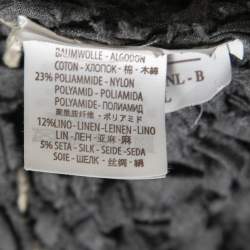 BAUMWOLLE - ALGODON
COTON - ХЛОПОК - 棉 - 木綿
23% POLIAMMIDE - NYLON
POLYAMID - POLIAMIDA
POLYAMIDE - ПОЛИАМИД
聚酰胺纤维 - ポリアミド
12%LINO - LINEN - LEINEN - LINO
LIN - ЛЕН - 亚麻 - 麻
5% SETA - SILK - SEIDE - SEDA
SOIE - ШЕЛК - 丝绸 - 絹
NL - B